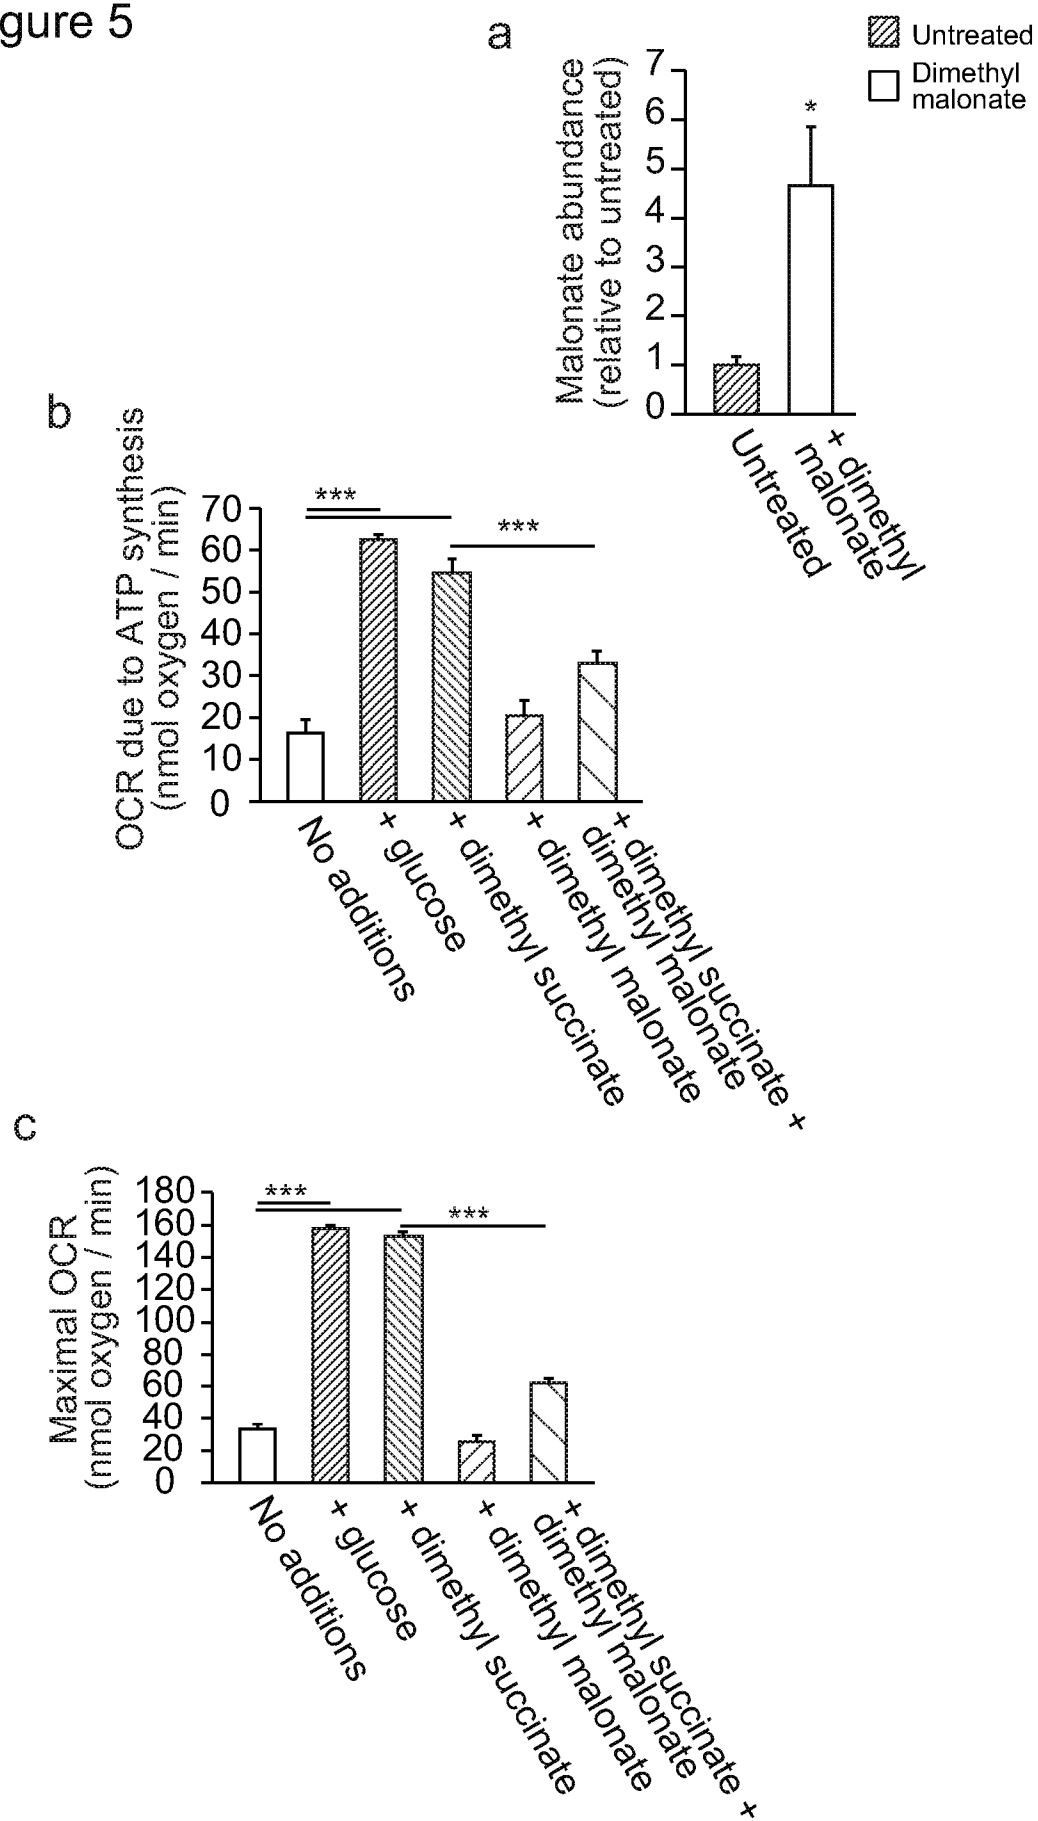 gure 5
a
Untreated
Dimethyl
malonate
Malonate abundance
(relative to untreated)
7
6
5
4
3
2
1
0
*
Untreated
+ dimethyl
malonate
b
OCR due to ATP synthesis
(nmol oxygen / min)
70
60
50
40
30
20
10
0
***
***
No additions
+ glucose
+ dimethyl succinate
+ dimethyl malonate
+ dimethyl succinate +
dimethyl malonate
c
Maximal OCR
(nmol oxygen / min)
180
160
140
120
100
80
60
40
20
0
***
***
No additions
+ glucose
+ dimethyl succinate
+ dimethyl malonate
+ dimethyl succinate +
dimethyl malonate